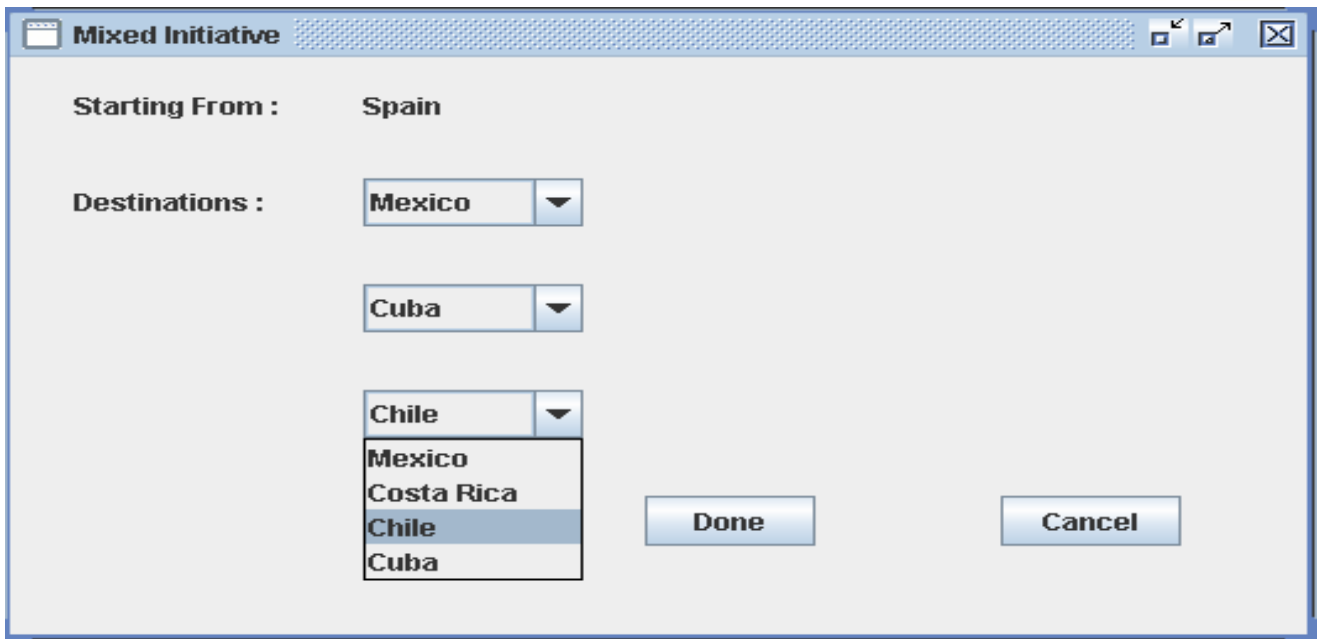 Mixed Initiative
Starting From : Spain
Destinations : Mexico
Cuba
Chile
Mexico
Costa Rica
Chile
Cuba
Done Cancel